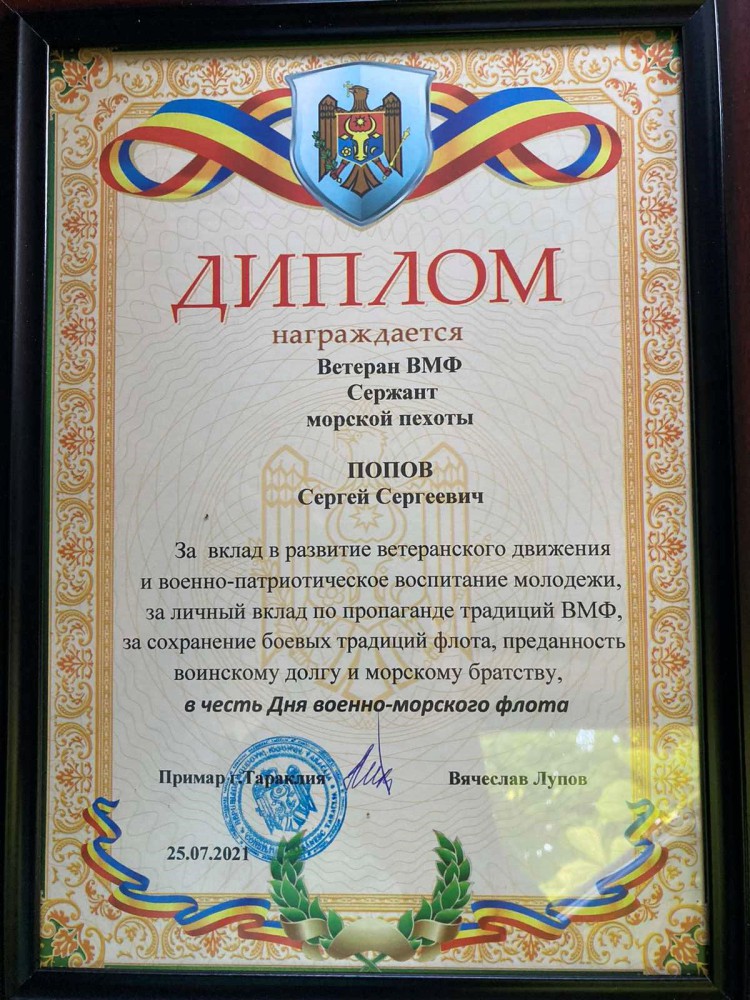 ДИПЛОМ
награждается
Ветеран ВМФ
Сержант
морской пехоты
ПОПОВ
Сергей Сергеевич
За вклад в развитие ветеранского движения
и военно-патриотическое воспитание молодежи,
за личный вклад по пропаганде традиций ВМФ,
за сохранение боевых традиций флота, преданность
воинскому долгу и морскому братству,
в честь Дня военно-морского флота
Примар г.Тараклия Вячеслав Лупов
25.07.2021